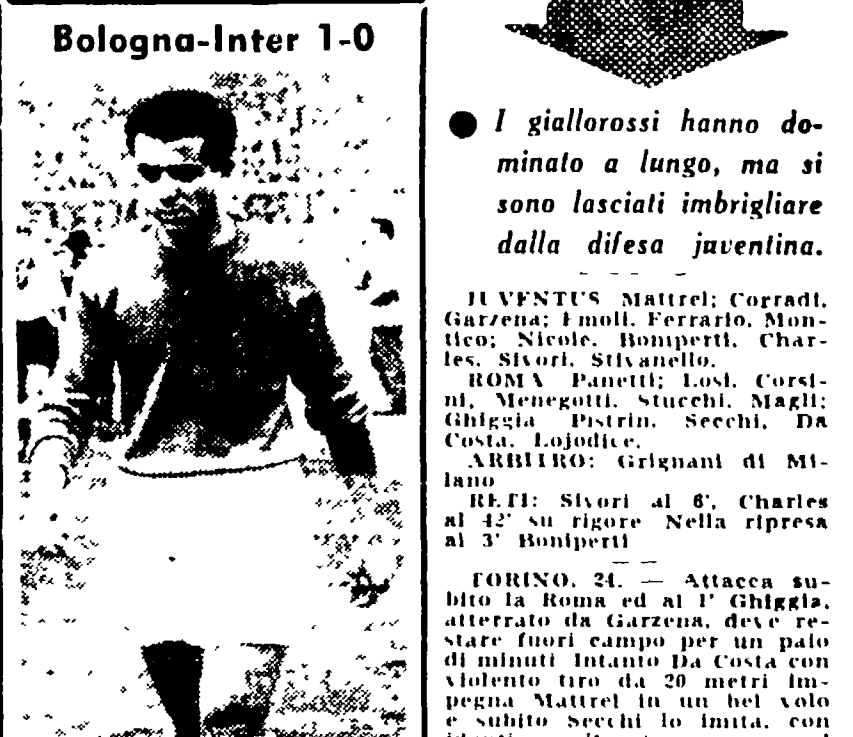 Bologna-Inter 1-0
● I giallorossi hanno do-
minato a lungo, ma si
sono lasciati imbrigliare
dalla difesa juventina.
JUVENTUS Mattrel; Corradi,
Garzena; Emoli, Ferrario, Mon-
tico; Nicole, Boniperti, Char-
les, Sivori, Stivanello.
ROMA Panetti; Losi, Corsi-
ni, Menegotti, Stucchi, Magli;
Ghiggia Pistrin, Secchi, Da
Costa, Lojodice.
ARBITRO: Grignani di Mi-
lano
RETI: Sivori al 6', Charles
al 42' su rigore Nella ripresa
al 3' Boniperti
TORINO, 24. — Attacca su-
bito la Roma ed al 1' Ghiggia,
atterrato da Garzena, deve re-
stare fuori campo per un paio
di minuti Intanto Da Costa con
violento tiro da 20 metri im-
pegna Mattrel in un bel volo
e subito Secchi lo imita, con